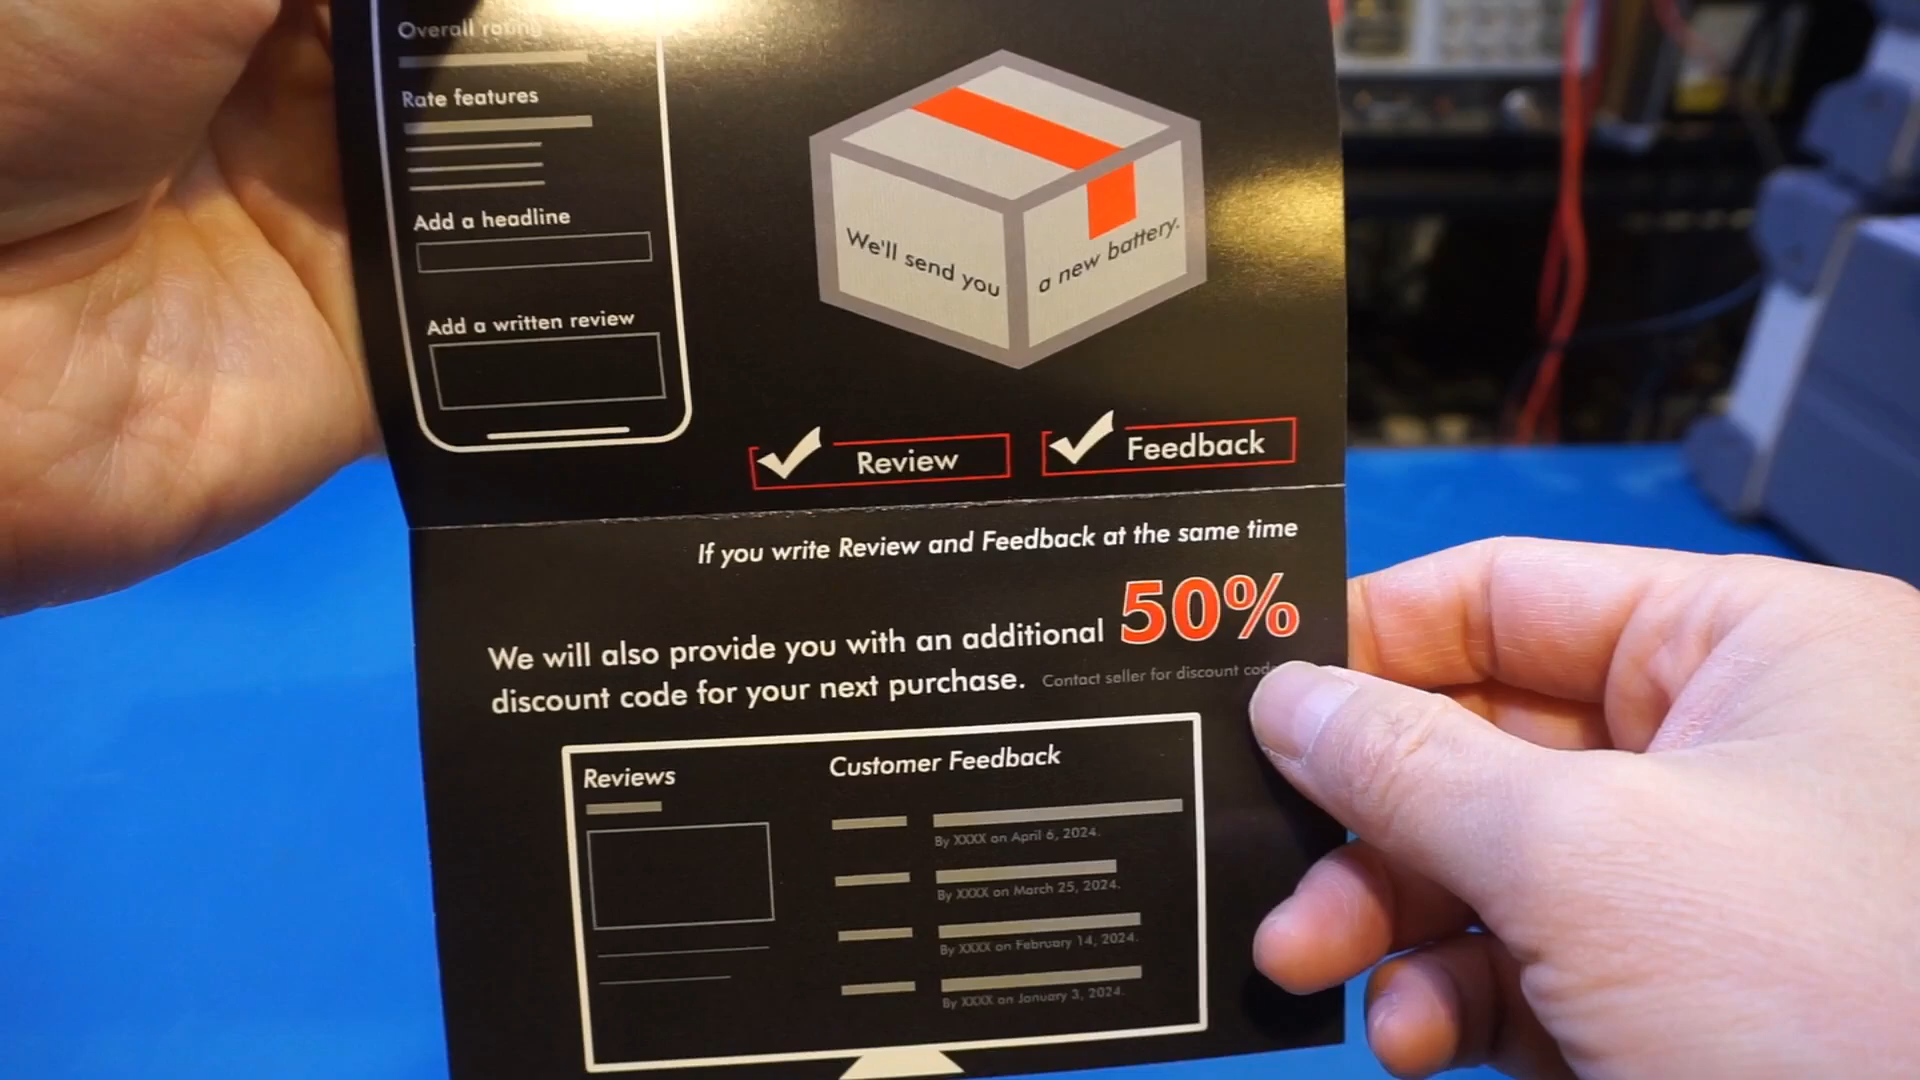 Overall rating
Rate features
Add a headline
Add a written review
We'll send you
a new battery.
Review
Feedback
If you write Review and Feedback at the same time
We will also provide you with an additional 50%
discount code for your next purchase. Contact seller for discount code
Reviews
Customer Feedback
By XXXX on April 6, 2024.
By XXXX on March 25, 2024.
By XXXX on February 14, 2024.
By XXXX on January 3, 2024.